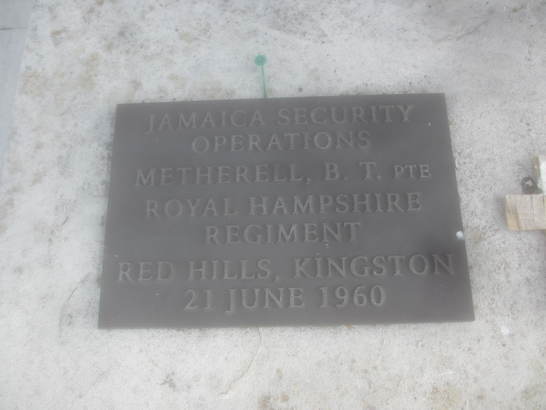 JAMAICA SECURITY
OPERATIONS
METHERELL, B. T. PTE
ROYAL HAMPSHIRE
REGIMENT
RED HILLS, KINGSTON
21 JUNE 1960